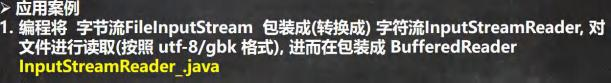 ➢ 应用案例
1. 编程将 字节流FileInputStream 包装成(转换成) 字符流InputStreamReader, 对
文件进行读取(按照 utf-8/gbk 格式), 进而在包装成 BufferedReader
InputStreamReader_.java